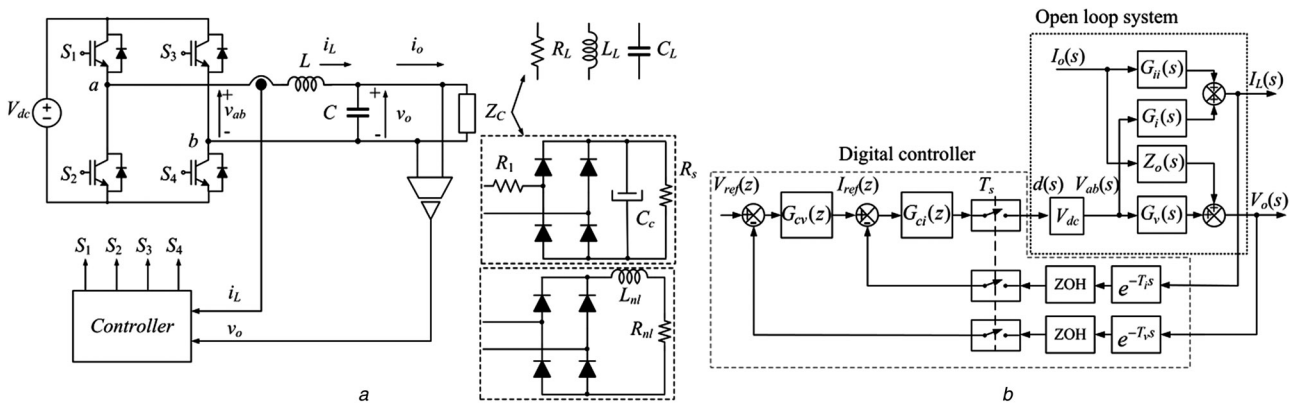 S1
S3
S2
S4
Vdc
a
b
+
vab
-
L
iL
io
C
+
vo
-
RL
LL
CL
ZC
R1
Cc
Rs
Lnl
Rnl
S1 S2 S3 S4
Controller
iL
vo
a
Open loop system
Io(s)
Gii(s)
IL(s)
Gi(s)
Zo(s)
Digital controller
Vref(z)
Gcv(z)
Iref(z)
Gci(z)
Ts
d(s)
Vdc
Vab(s)
Gv(s)
Vo(s)
ZOH
e−Tis
ZOH
e−Tvs
b